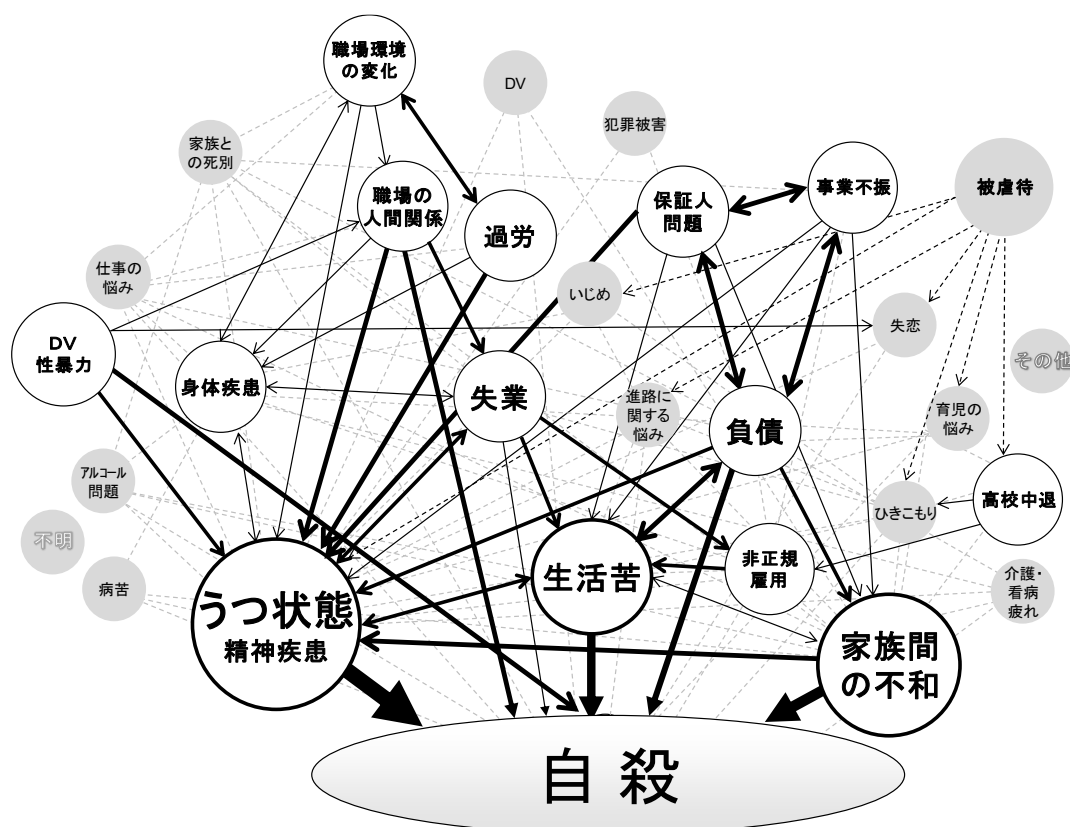 職場環境
の変化
DV
犯罪被害
家族と
の死別
職場の
人間関係
過労
保証人
問題
事業不振
被虐待
仕事の
悩み
いじめ
失恋
DV
性暴力
その他
身体疾患
失業
進路に
関する
悩み
負債
育児の
悩み
アルコール
問題
高校中退
ひきこもり
不明
病苦
生活苦
非正規
雇用
介護・
看病
疲れ
うつ状態
精神疾患
家族間
の不和
自殺